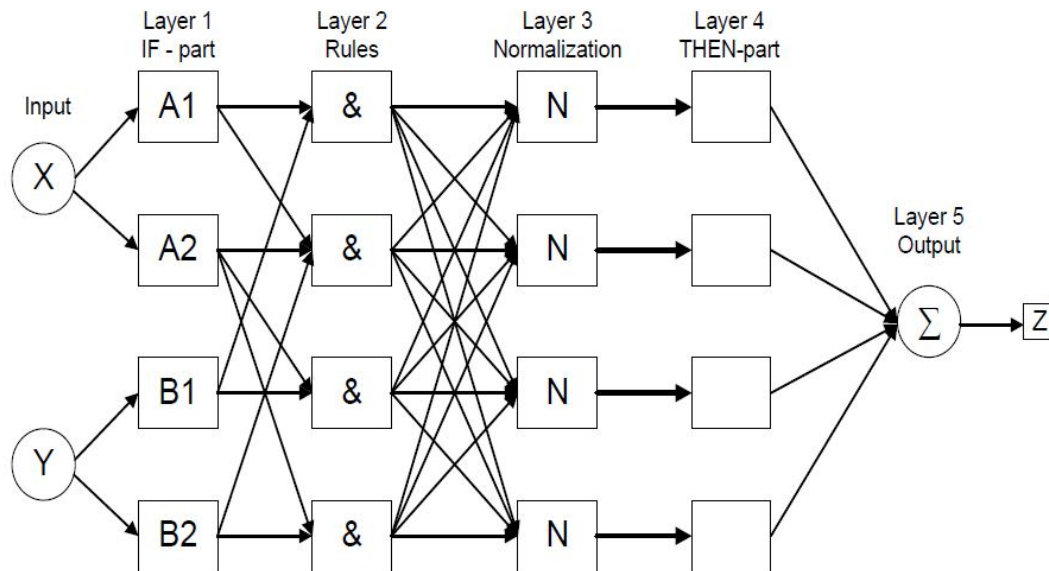 Layer 1
IF - part
Layer 2
Rules
Layer 3
Normalization
Layer 4
THEN-part
Input
A1
&
N
X
A2
&
N
Layer 5
Output
∑
Z
B1
&
N
Y
B2
&
N